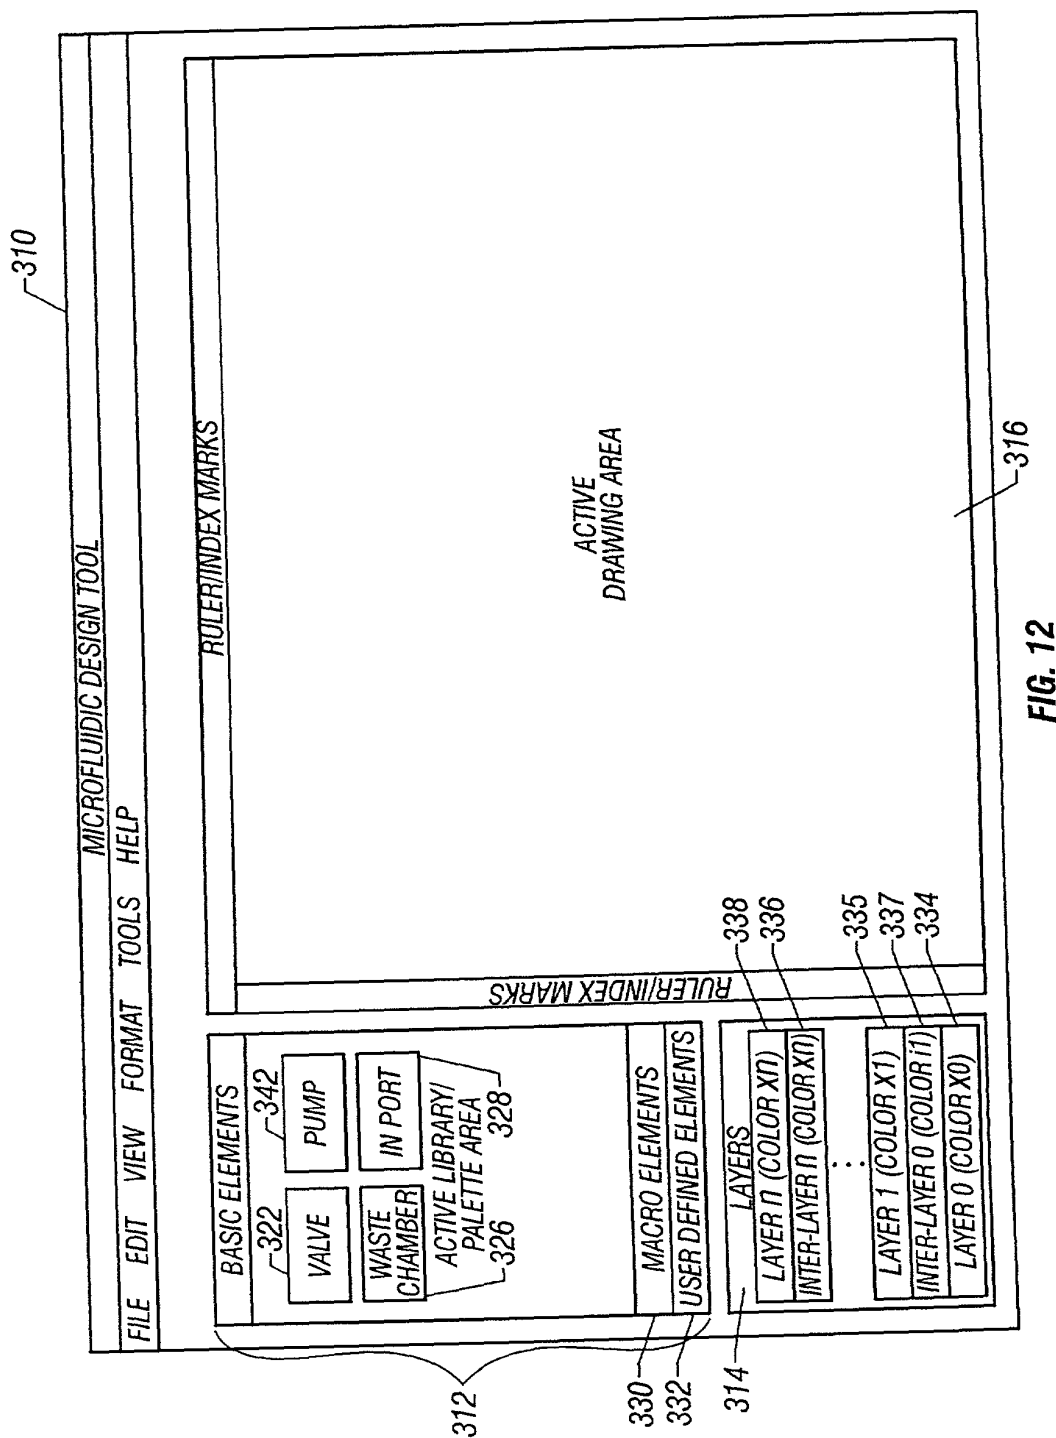 310
MICROFLUIDIC DESIGN TOOL
FILE EDIT VIEW FORMAT TOOLS HELP
RULER/INDEX MARKS
RULER/INDEX MARKS
ACTIVE
DRAWING AREA
316
312
BASIC ELEMENTS
322
342
VALVE
PUMP
WASTE
CHAMBER
IN PORT
ACTIVE LIBRARY/
PALETTE AREA
326
328
330
MACRO ELEMENTS
332
USER DEFINED ELEMENTS
314
LAYERS
LAYER n (COLOR Xn)
338
INTER-LAYER n (COLOR Xn)
336
...
LAYER 1 (COLOR X1)
335
INTER-LAYER 0 (COLOR i1)
337
LAYER 0 (COLOR X0)
334
FIG. 12